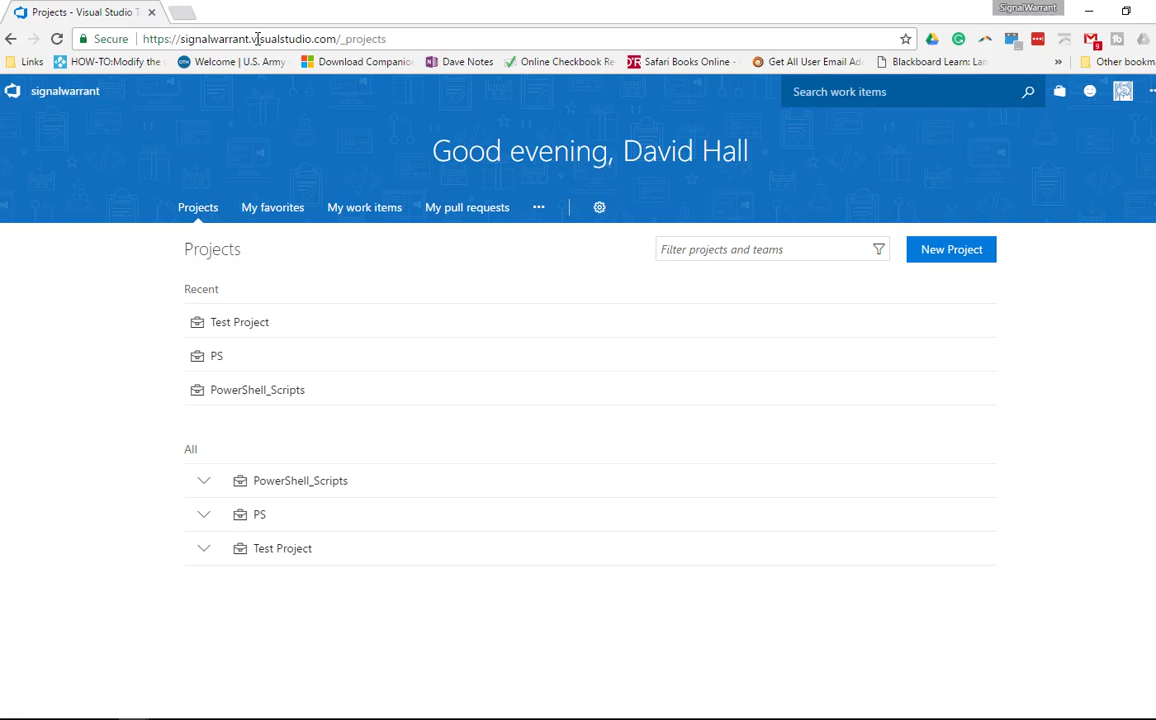 Projects - Visual Studio T
SignalWarrant
Secure
https://signalwarrant.visualstudio.com/_projects
9
Links
HOW-TO:Modify the
Welcome | U.S. Army
Download Companion
Dave Notes
Online Checkbook Re
Safari Books Online -
Get All User Email Ad
Blackboard Learn: Lan
»
Other bookm
signalwarrant
Search work items
Good evening, David Hall
Projects
My favorites
My work items
My pull requests
Projects
Filter projects and teams
New Project
Recent
Test Project
PS
PowerShell_Scripts
All
PowerShell_Scripts
PS
Test Project